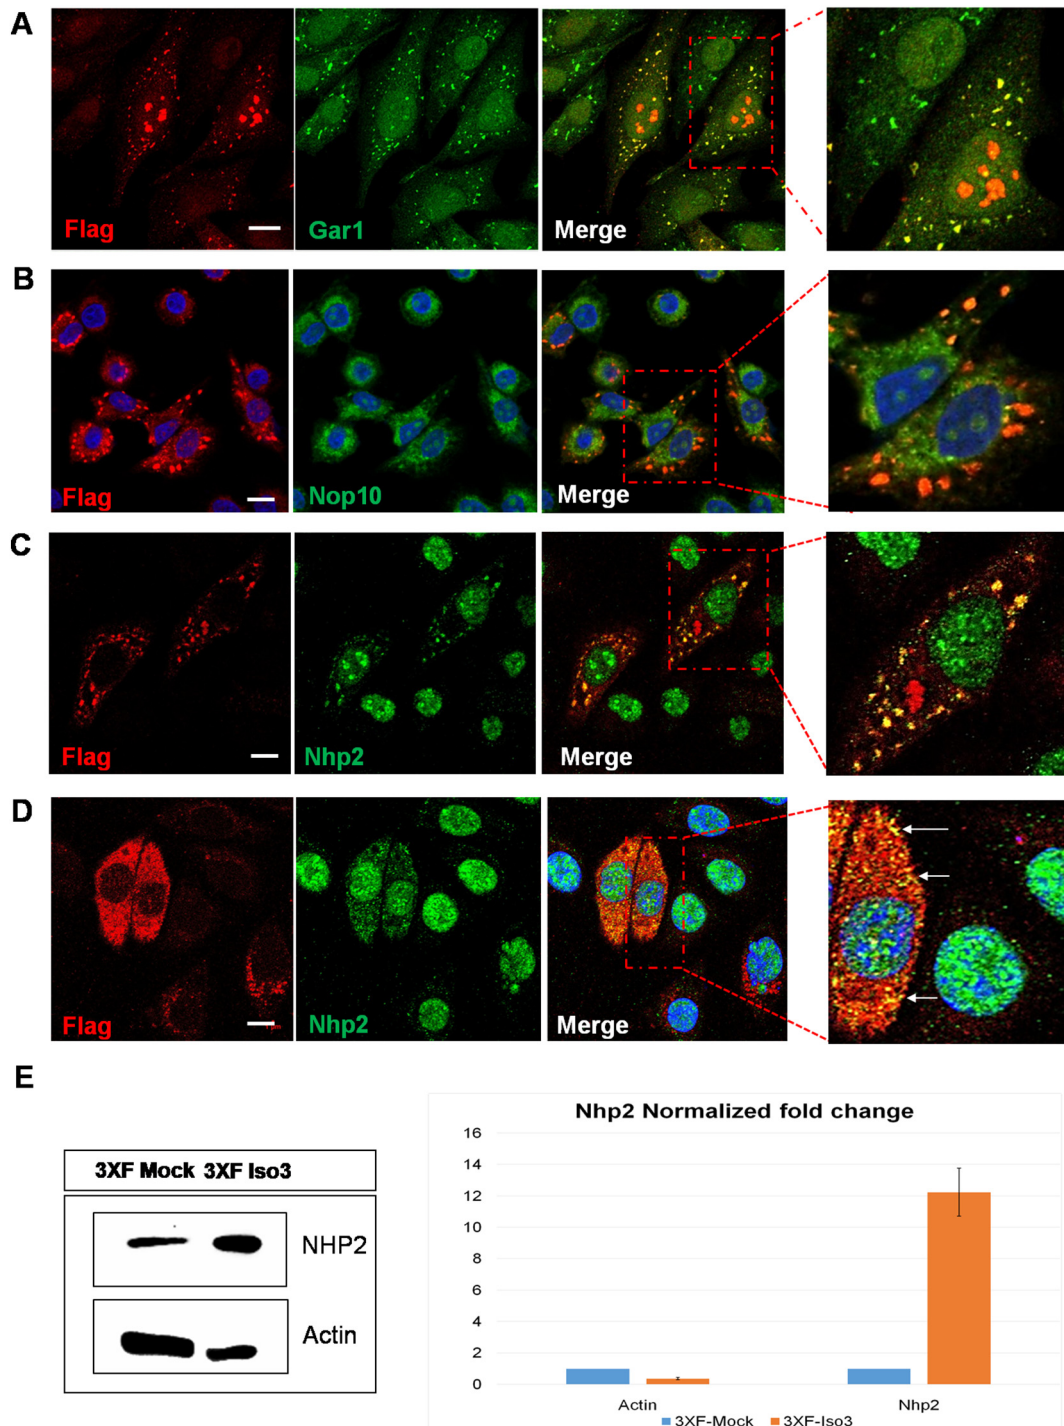 A
Flag
Gar1
Merge
B
Flag
Nop10
Merge
C
Flag
Nhp2
Merge
D
Flag
Nhp2
Merge
E
3XF Mock 3XF Iso3
NHP2
Actin
Nhp2 Normalized fold change
16
14
12
10
8
6
4
2
0
Actin
Nhp2
3XF-Mock
3XF-Iso3